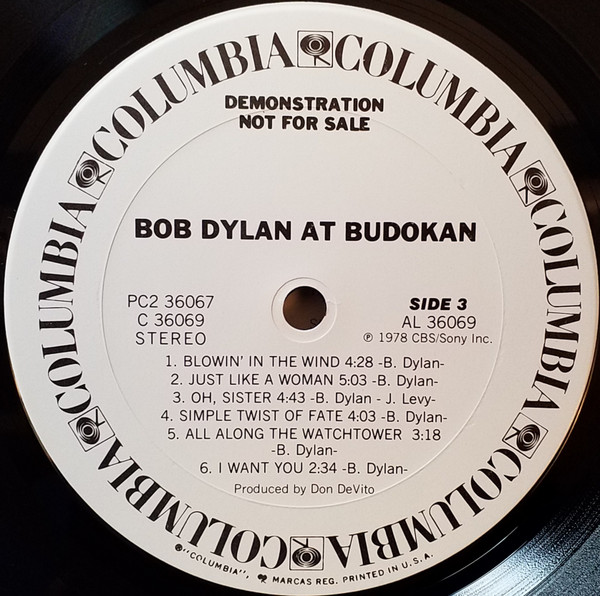 COLUMBIA COLUMBIA COLUMBIA COLUMBIA COLUMBIA COLUMBIA COLUMBIA COLUMBIA
DEMONSTRATION
NOT FOR SALE
BOB DYLAN AT BUDOKAN
PC2 36067
C 36069
STEREO
SIDE 3
AL 36069
℗ 1978 CBS/Sony Inc.
1. BLOWIN' IN THE WIND 4:28 -B. Dylan-
2. JUST LIKE A WOMAN 5:03 -B. Dylan-
3. OH, SISTER 4:43 -B. Dylan - J. Levy-
4. SIMPLE TWIST OF FATE 4:03 -B. Dylan-
5. ALL ALONG THE WATCHTOWER 3:18
-B. Dylan-
6. I WANT YOU 2:34 -B. Dylan-
Produced by Don DeVito
®"COLUMBIA", MARCAS REG. PRINTED IN U.S.A.